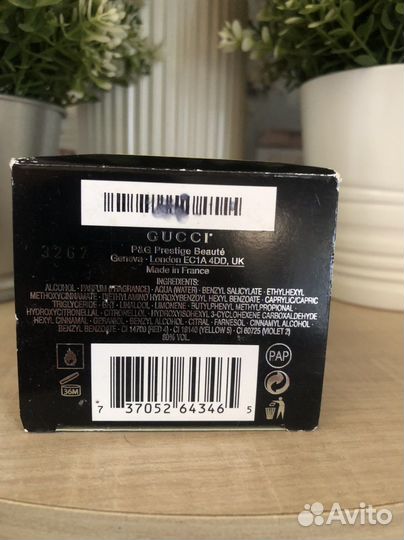 GUCCI
3262
P&G Prestige Beauté
Geneva - London EC1A 4DD, UK
Made in France
INGREDIENTS:
ALCOHOL - PARFUM (FRAGRANCE) - AQUA (WATER) - BENZYL SALICYLATE - ETHYLHEXYL
METHOXYCINNAMATE - DIETHYLAMINO HYDROXYBENZOYL HEXYL BENZOATE - CAPRYLIC/CAPRIC
TRIGLYCERIDE - BHT - LINALOOL - LIMONENE - BUTYLPHENYL METHYLPROPIONAL
HYDROXYCITRONELLAL - CITRONELLOL - HYDROXYISOHEXYL 3-CYCLOHEXENE CARBOXALDEHYDE
HEXYL CINNAMAL - GERANIOL - BENZYL ALCOHOL - CITRAL - FARNESOL - CINNAMYL ALCOHOL -
BENZYL BENZOATE - CI 14700 (RED 4) - CI 19140 (YELLOW 5) - CI 60725 (VIOLET 2)
80% VOL.
PAP
36M
7 37052 64346 5
Avito